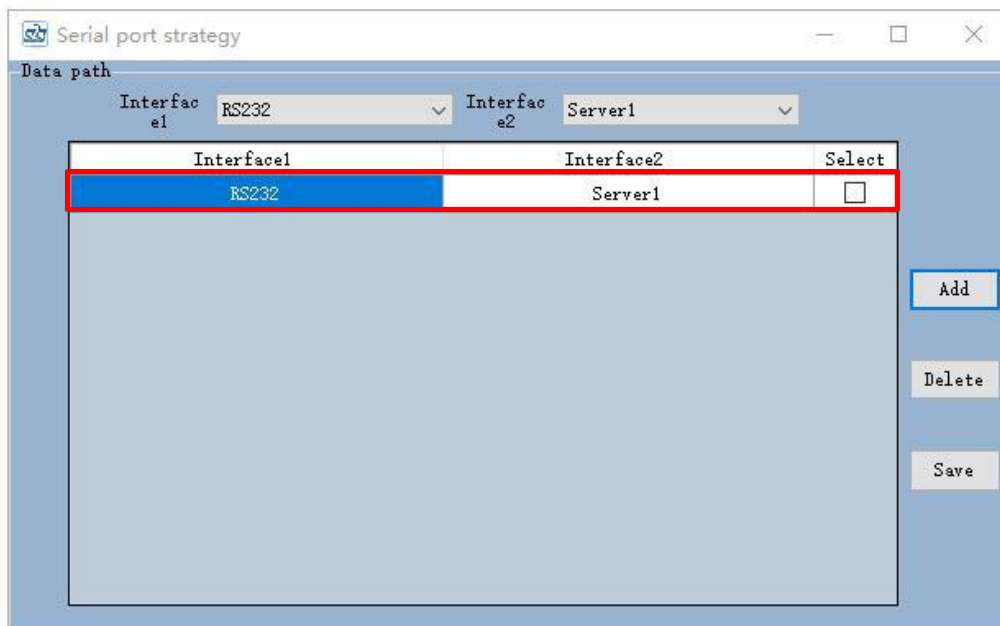 Serial port strategy
Data path
Interfac
e1
RS232
Interfac
e2
Server1
Interface1 Interface2 Select
RS232 Server1
Add
Delete
Save